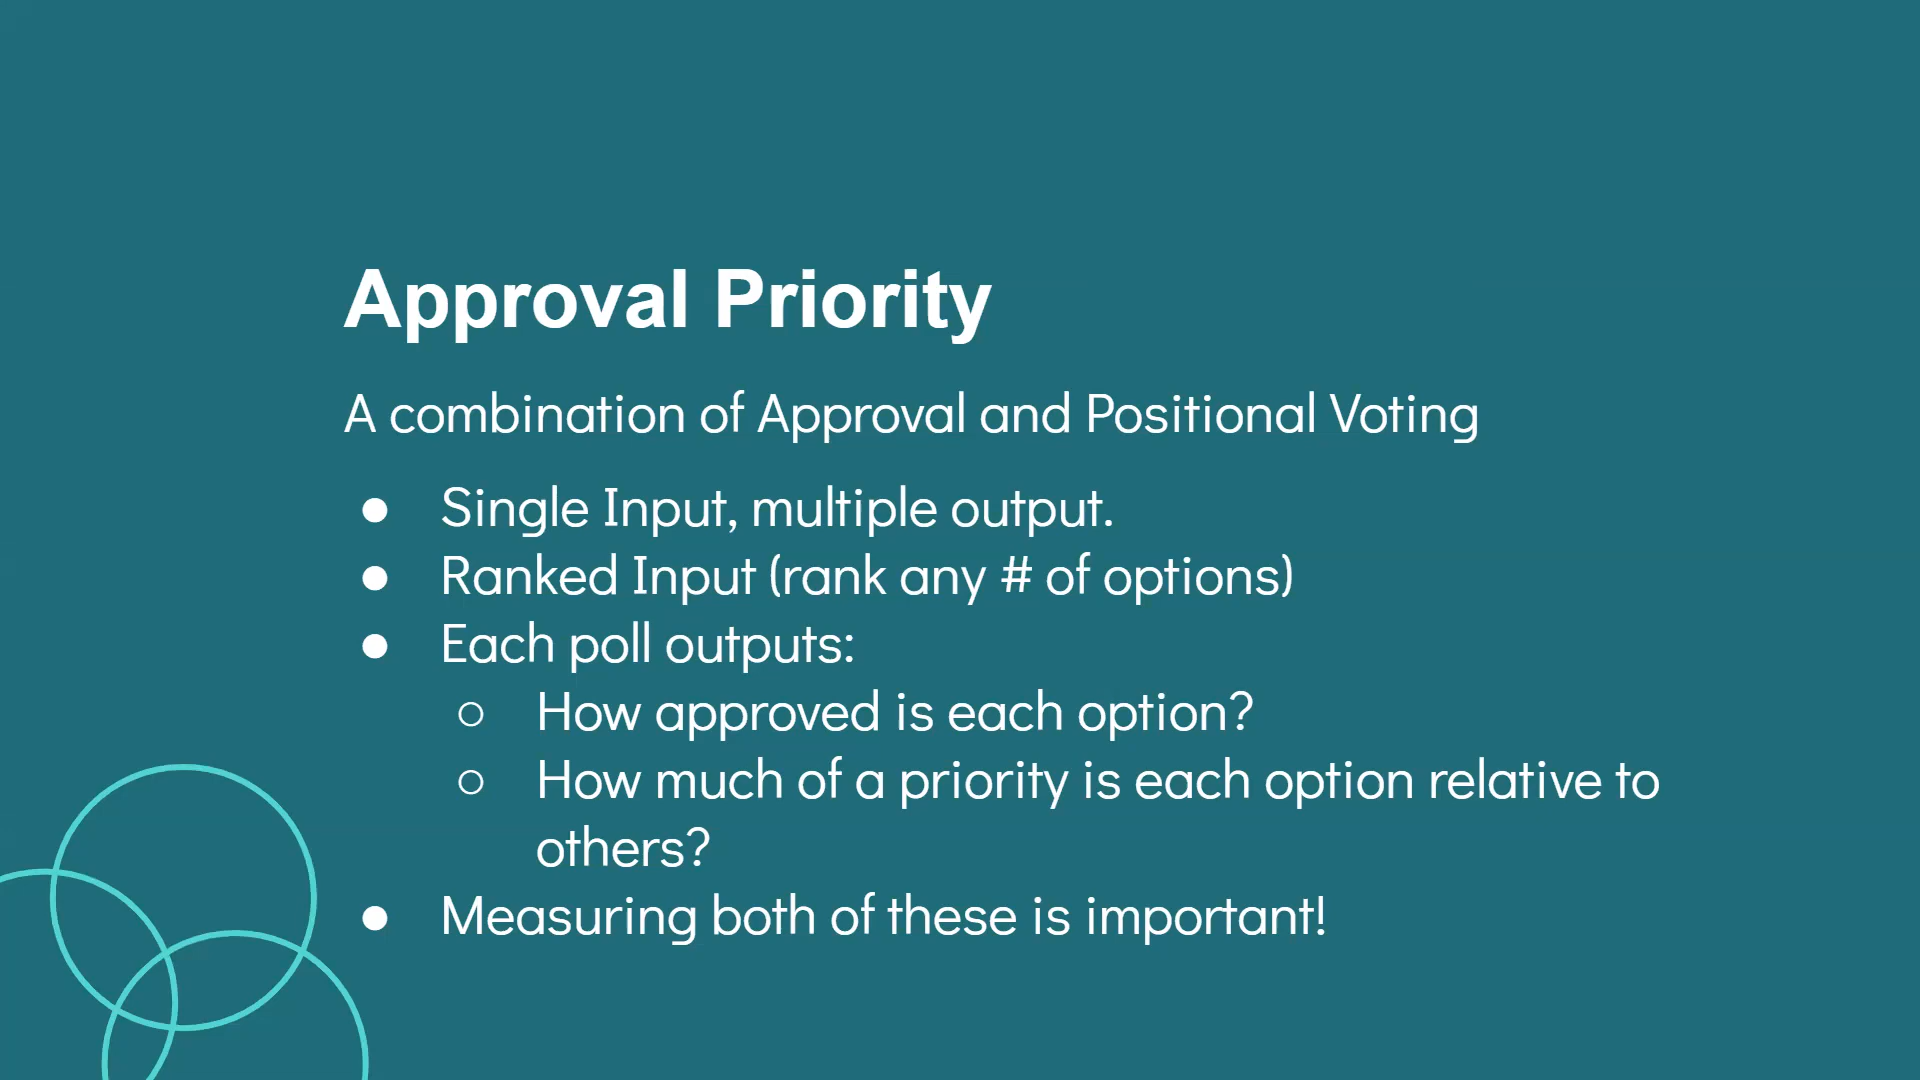 Approval Priority
A combination of Approval and Positional Voting
● Single Input, multiple output.
● Ranked Input (rank any # of options)
● Each poll outputs:
○ How approved is each option?
○ How much of a priority is each option relative to
others?
● Measuring both of these is important!